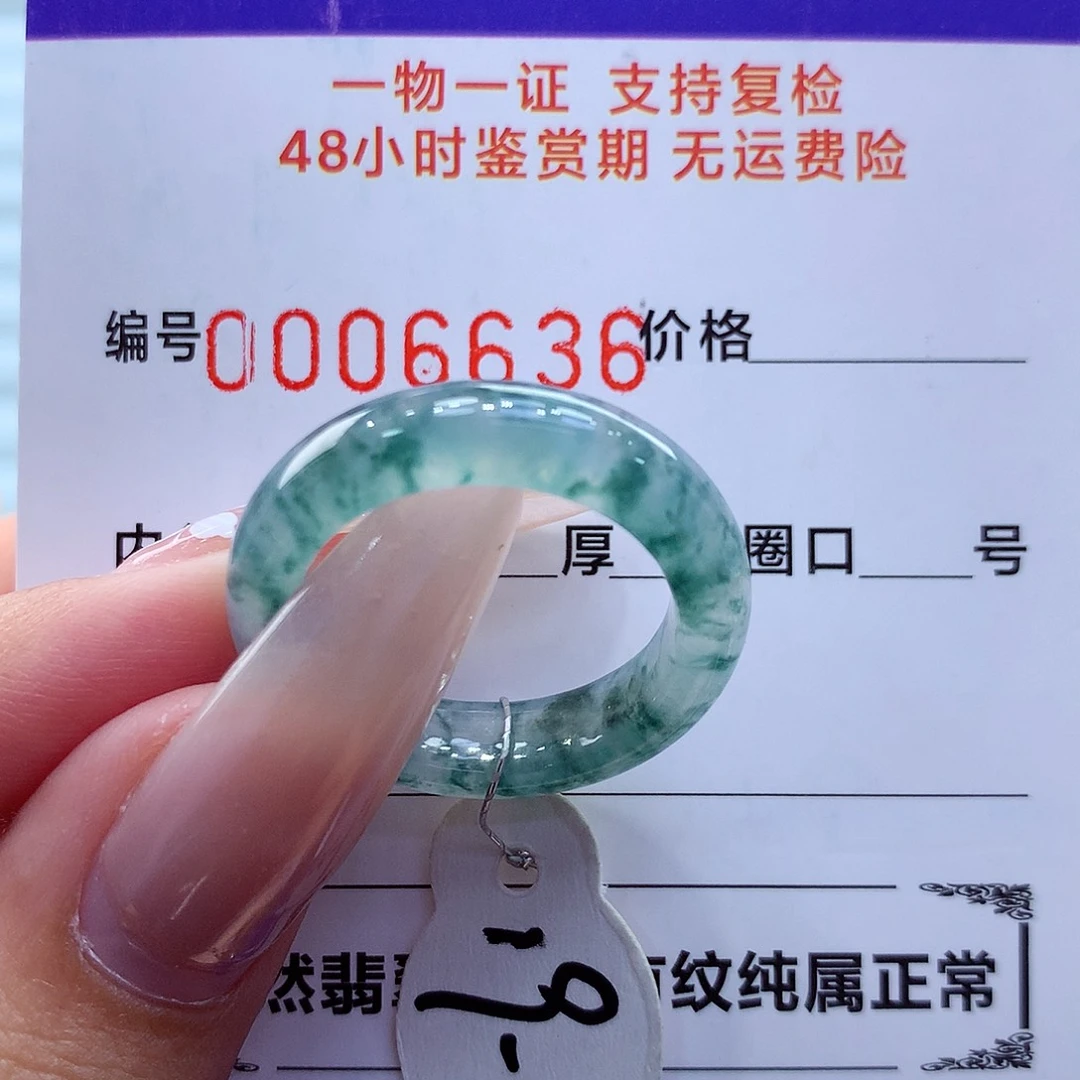 一物一证 支持复检
48小时鉴赏期 无运费险
编号0006636价格
内 厚 圈口 号
然翡 纹纯属正常